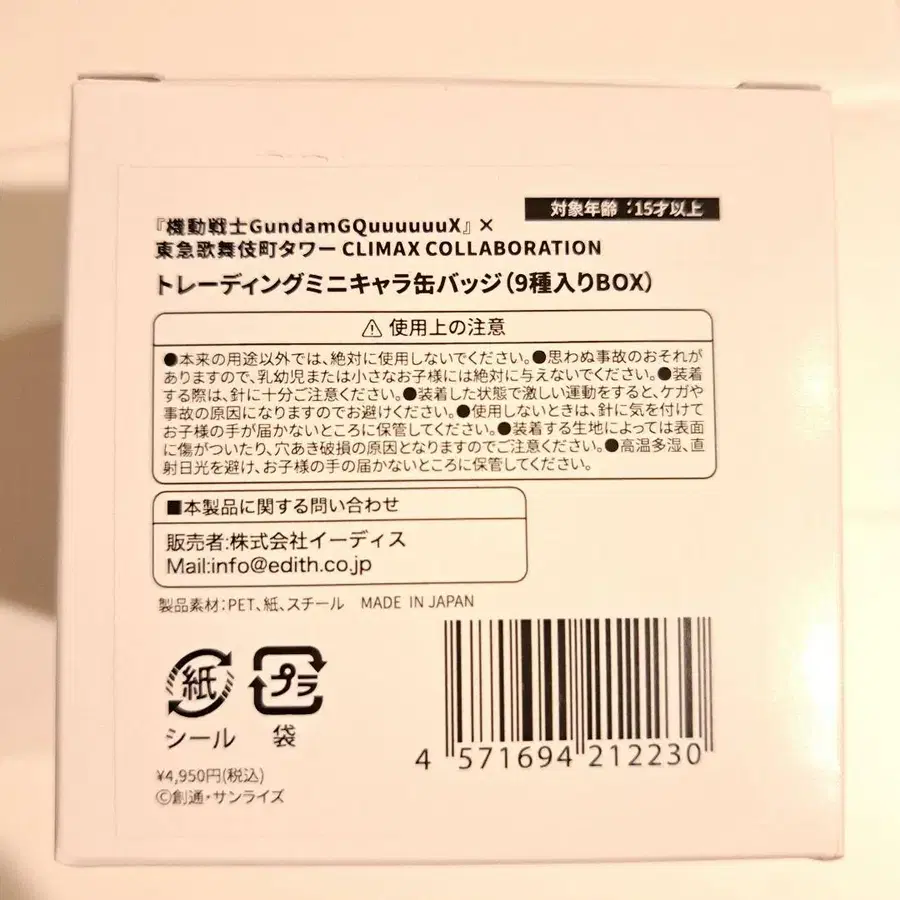 対象年齢:15才以上
『機動戦士GundamGQuuuuuuX』×
東急歌舞伎町タワー CLIMAX COLLABORATION
トレーディングミニキャラ缶バッジ(9種入りBOX)
⚠ 使用上の注意
●本来の用途以外では、絶対に使用しないでください。●思わぬ事故のおそれが
ありますので、乳幼児または小さなお子様には絶対に与えないでください。●装着
する際は、針に十分ご注意ください。●装着した状態で激しい運動をすると、ケガや
事故の原因になりますのでお避けください。●使用しないときは、針に気を付けて
お子様の手が届かないところに保管してください。●装着する生地によっては表面
に傷がついたり、穴あき破損の原因となりますのでご注意ください。●高温多湿、直
射日光を避け、お子様の手の届かないところに保管してください。
■本製品に関する問い合わせ
販売者:株式会社イーディス
Mail:info@edith.co.jp
製品素材:PET、紙、スチール MADE IN JAPAN
紙 プラ
シール 袋
4 571694 212230
¥4,950円(税込)
©創通・サンライズ